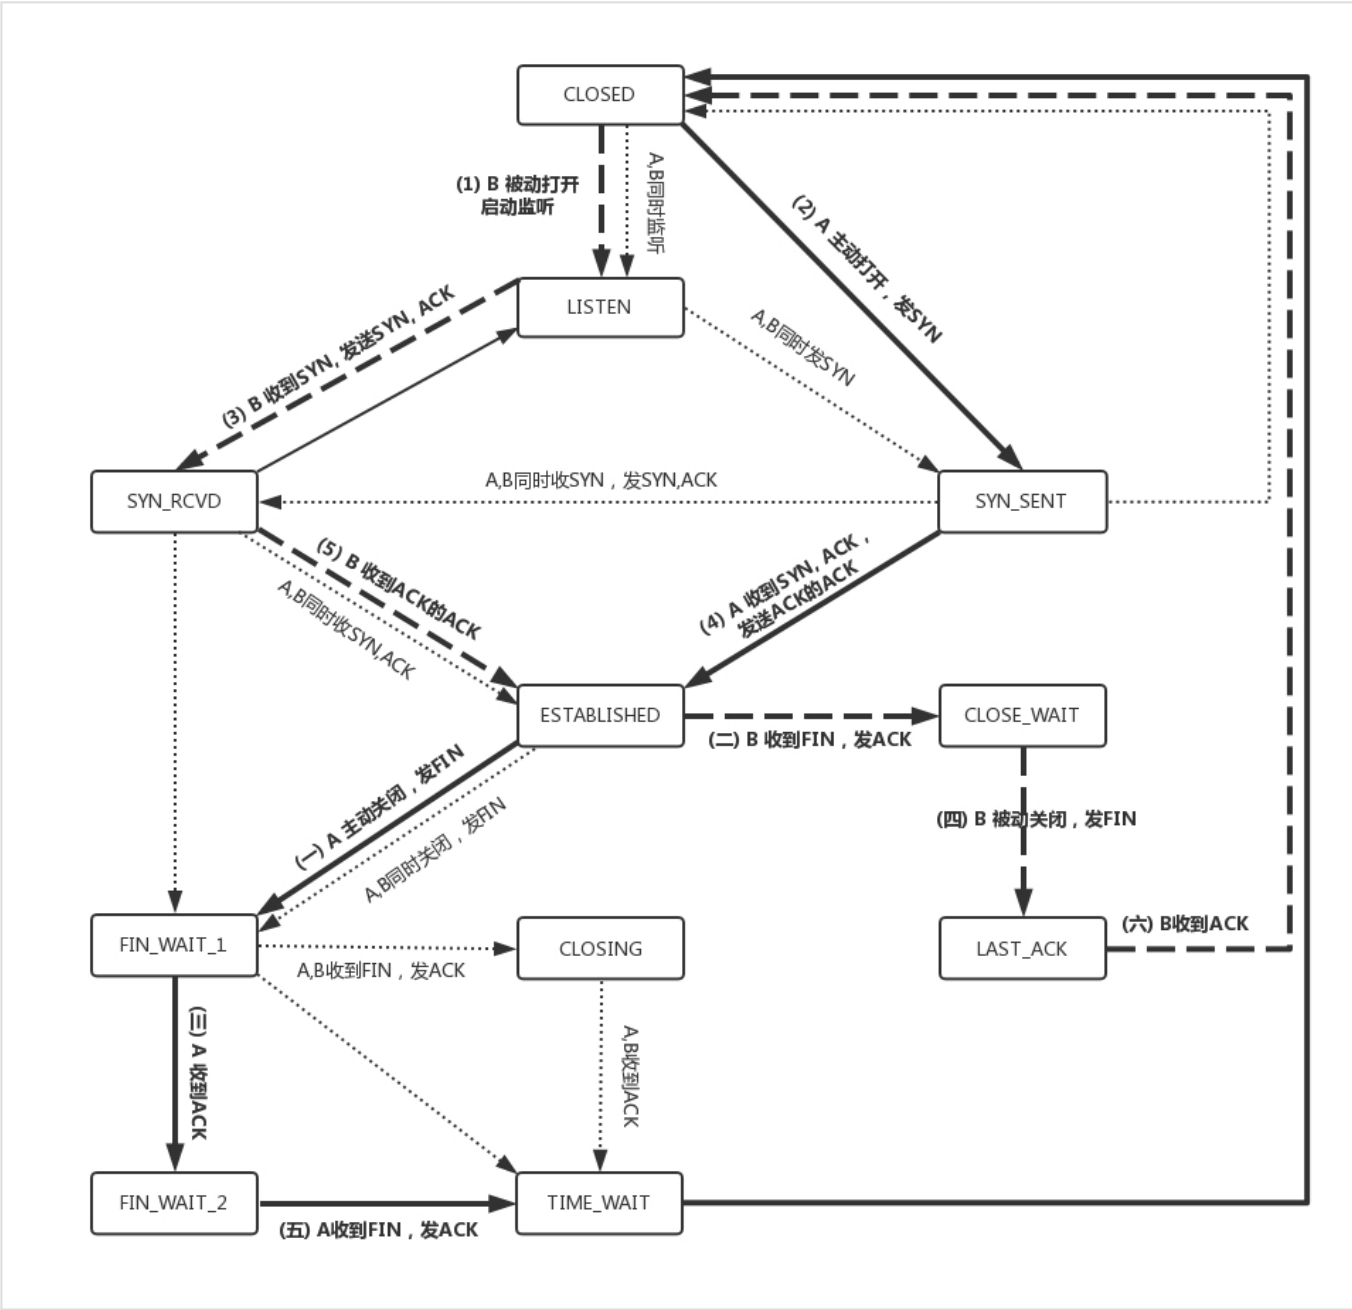 CLOSED
(1) B 被动打开
启动监听
A,B同时监听
(2) A 主动打开，发SYN
LISTEN
(3) B 收到SYN, 发送SYN, ACK
A,B同时发SYN
SYN_RCVD
A,B同时收SYN，发SYN,ACK
SYN_SENT
(5) B 收到ACK的ACK
A,B同时收SYN,ACK
(4) A 收到SYN, ACK，
发送ACK的ACK
ESTABLISHED
CLOSE_WAIT
(二) B 收到FIN，发ACK
(一) A 主动关闭，发FIN
A,B同时关闭，发FIN
(四) B 被动关闭，发FIN
FIN_WAIT_1
CLOSING
LAST_ACK
(六) B收到ACK
A,B收到FIN，发ACK
(三) A 收到ACK
A,B收到ACK
FIN_WAIT_2
TIME_WAIT
(五) A收到FIN，发ACK